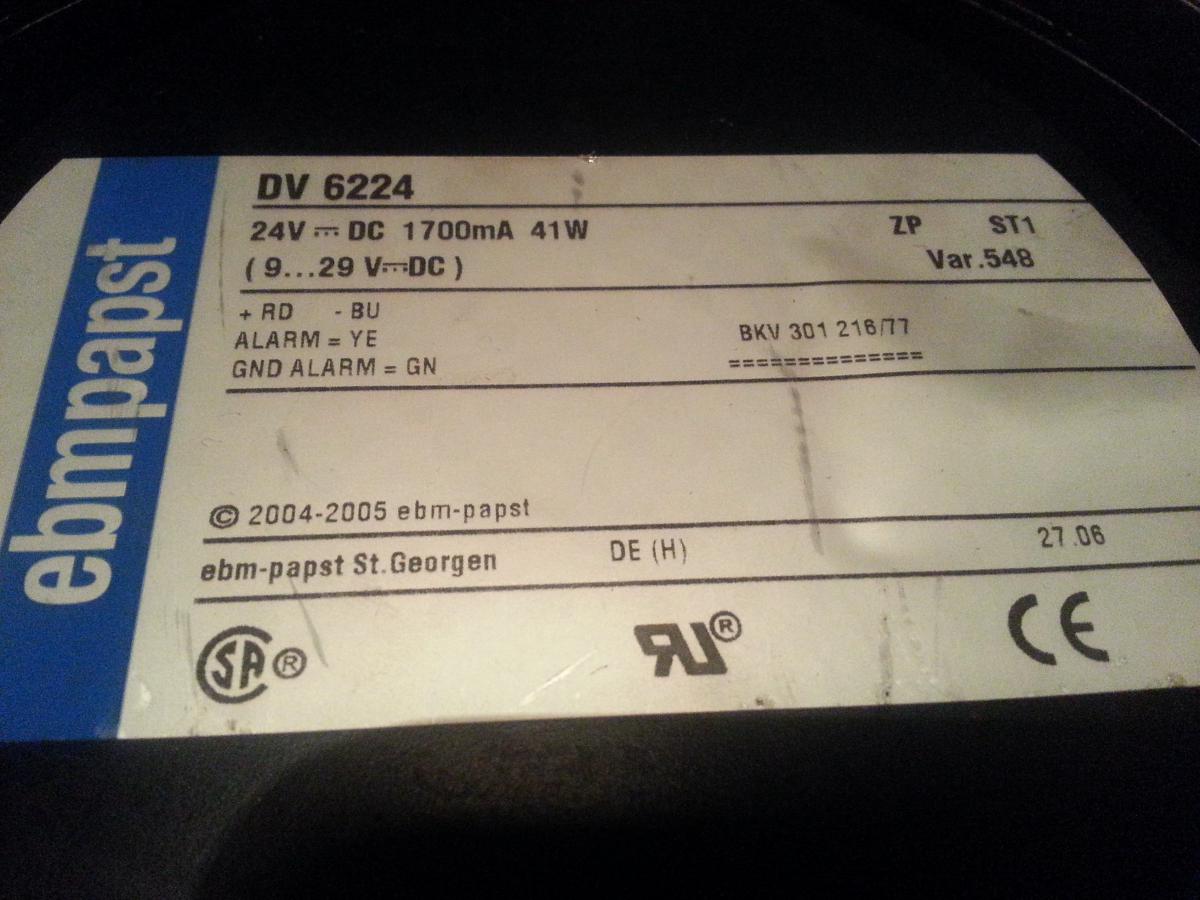 ebmpapst
DV 6224
24V ⎓ DC 1700mA 41W ZP ST1
( 9...29 V⎓DC ) Var.548
+ RD - BU
ALARM = YE BKV 301 216/77
GND ALARM = GN ==============
© 2004-2005 ebm-papst
ebm-papst St.Georgen DE (H) 27.06
CSA® RU® CE